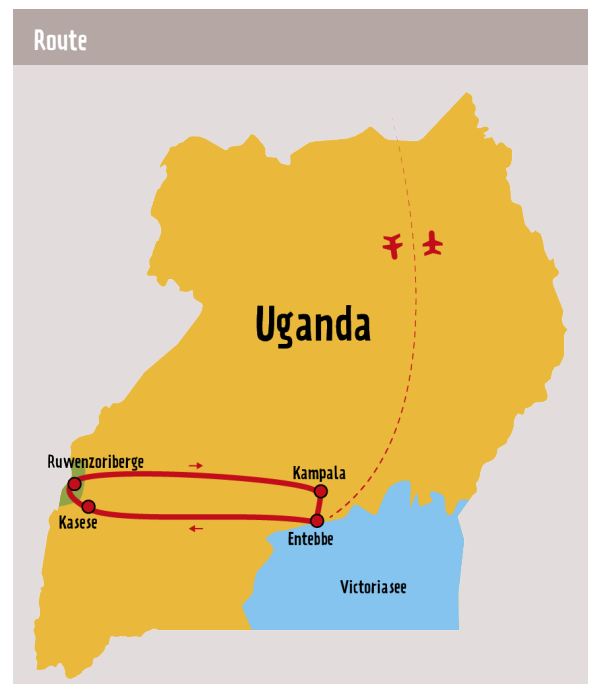 Route
Uganda
Ruwenzoriberge
Kampala
Kasese
Entebbe
Victoriasee